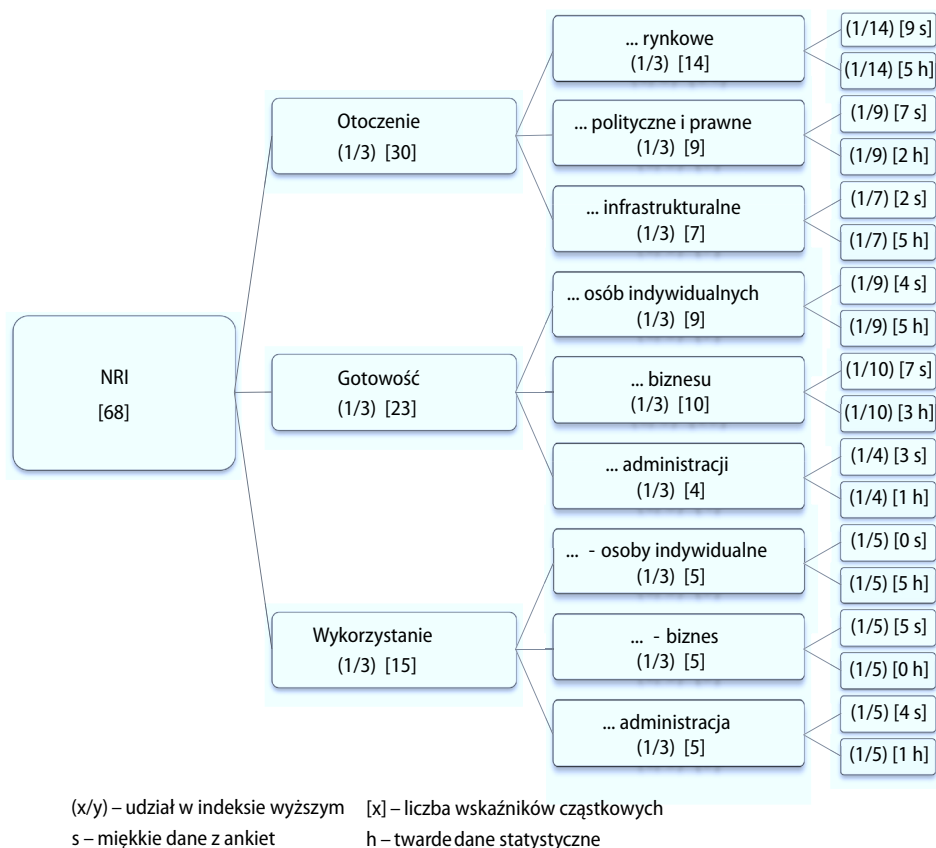 NRI
[68]
Otoczenie
(1/3) [30]
... rynkowe
(1/3) [14]
(1/14) [9 s]
(1/14) [5 h]
... polityczne i prawne
(1/3) [9]
(1/9) [7 s]
(1/9) [2 h]
... infrastrukturalne
(1/3) [7]
(1/7) [2 s]
(1/7) [5 h]
Gotowość
(1/3) [23]
... osób indywidualnych
(1/3) [9]
(1/9) [4 s]
(1/9) [5 h]
... biznesu
(1/3) [10]
(1/10) [7 s]
(1/10) [3 h]
... administracji
(1/3) [4]
(1/4) [3 s]
(1/4) [1 h]
Wykorzystanie
(1/3) [15]
... - osoby indywidualne
(1/3) [5]
(1/5) [0 s]
(1/5) [5 h]
... - biznes
(1/3) [5]
(1/5) [5 s]
(1/5) [0 h]
... administracja
(1/3) [5]
(1/5) [4 s]
(1/5) [1 h]
(x/y) – udział w indeksie wyższym [x] – liczba wskaźników cząstkowych
s – miękkie dane z ankiet h – twarde dane statystyczne